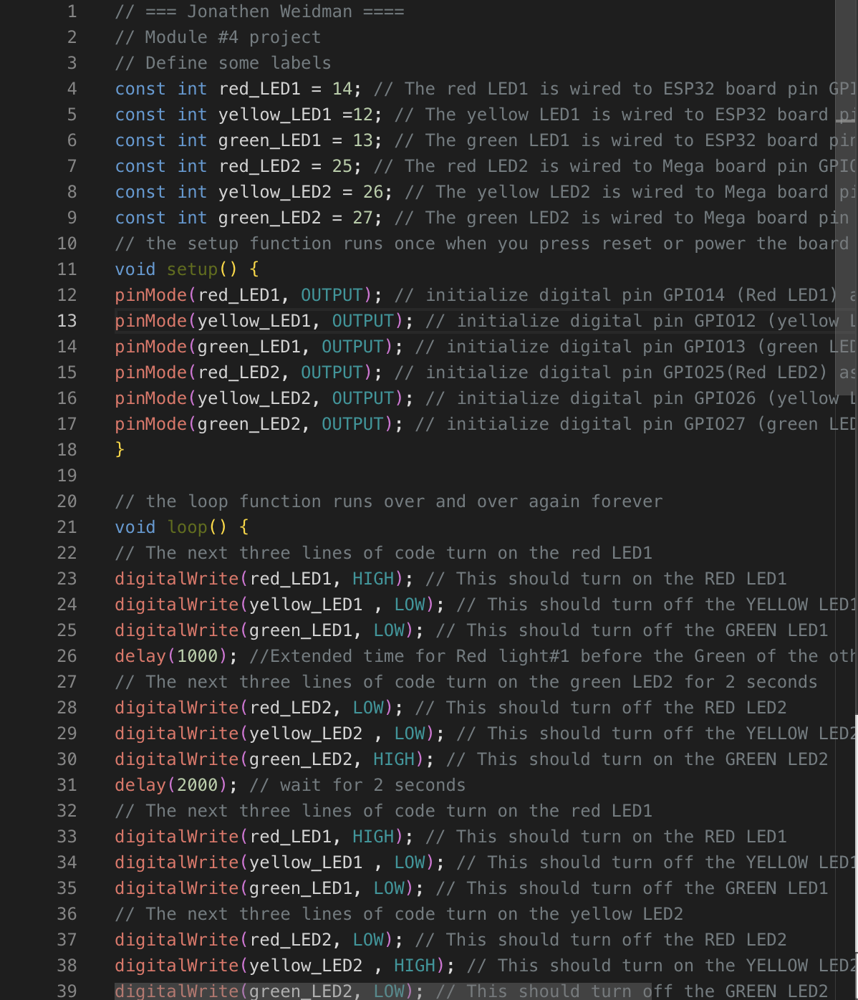 1 // === Jonathen Weidman ====
2 // Module #4 project
3 // Define some labels
4 const int red_LED1 = 14; // The red LED1 is wired to ESP32 board pin GPI
5 const int yellow_LED1 =12; // The yellow LED1 is wired to ESP32 board pi
6 const int green_LED1 = 13; // The green LED1 is wired to ESP32 board pin
7 const int red_LED2 = 25; // The red LED2 is wired to Mega board pin GPIO
8 const int yellow_LED2 = 26; // The yellow LED2 is wired to Mega board pi
9 const int green_LED2 = 27; // The green LED2 is wired to Mega board pin
10 // the setup function runs once when you press reset or power the board
11 void setup() {
12 pinMode(red_LED1, OUTPUT); // initialize digital pin GPIO14 (Red LED1) a
13 pinMode(yellow_LED1, OUTPUT); // initialize digital pin GPIO12 (yellow L
14 pinMode(green_LED1, OUTPUT); // initialize digital pin GPIO13 (green LED
15 pinMode(red_LED2, OUTPUT); // initialize digital pin GPIO25(Red LED2) as
16 pinMode(yellow_LED2, OUTPUT); // initialize digital pin GPIO26 (yellow L
17 pinMode(green_LED2, OUTPUT); // initialize digital pin GPIO27 (green LED
18 }
19
20 // the loop function runs over and over again forever
21 void loop() {
22 // The next three lines of code turn on the red LED1
23 digitalWrite(red_LED1, HIGH); // This should turn on the RED LED1
24 digitalWrite(yellow_LED1 , LOW); // This should turn off the YELLOW LED1
25 digitalWrite(green_LED1, LOW); // This should turn off the GREEN LED1
26 delay(1000); //Extended time for Red light#1 before the Green of the oth
27 // The next three lines of code turn on the green LED2 for 2 seconds
28 digitalWrite(red_LED2, LOW); // This should turn off the RED LED2
29 digitalWrite(yellow_LED2 , LOW); // This should turn off the YELLOW LED2
30 digitalWrite(green_LED2, HIGH); // This should turn on the GREEN LED2
31 delay(2000); // wait for 2 seconds
32 // The next three lines of code turn on the red LED1
33 digitalWrite(red_LED1, HIGH); // This should turn on the RED LED1
34 digitalWrite(yellow_LED1 , LOW); // This should turn off the YELLOW LED1
35 digitalWrite(green_LED1, LOW); // This should turn off the GREEN LED1
36 // The next three lines of code turn on the yellow LED2
37 digitalWrite(red_LED2, LOW); // This should turn off the RED LED2
38 digitalWrite(yellow_LED2 , HIGH); // This should turn on the YELLOW LED2
39 digitalWrite(green_LED2, LOW); // This should turn off the GREEN LED2